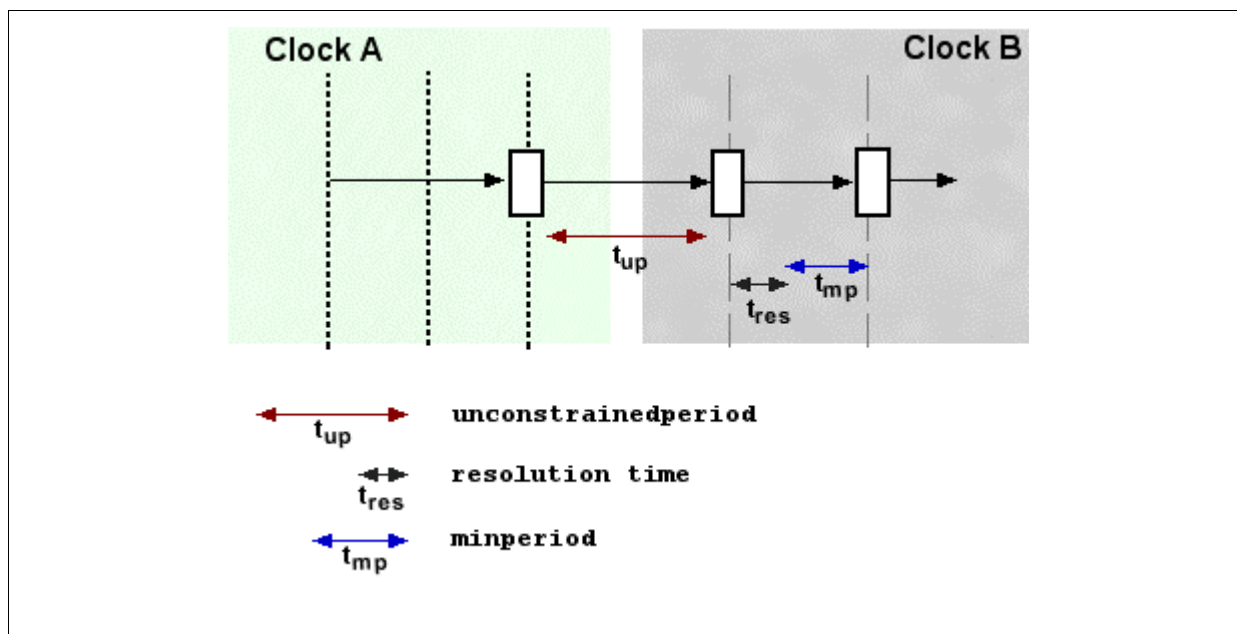 Clock A
Clock B
tup
tres
tmp
tup
unconstrainedperiod
tres
resolution time
tmp
minperiod